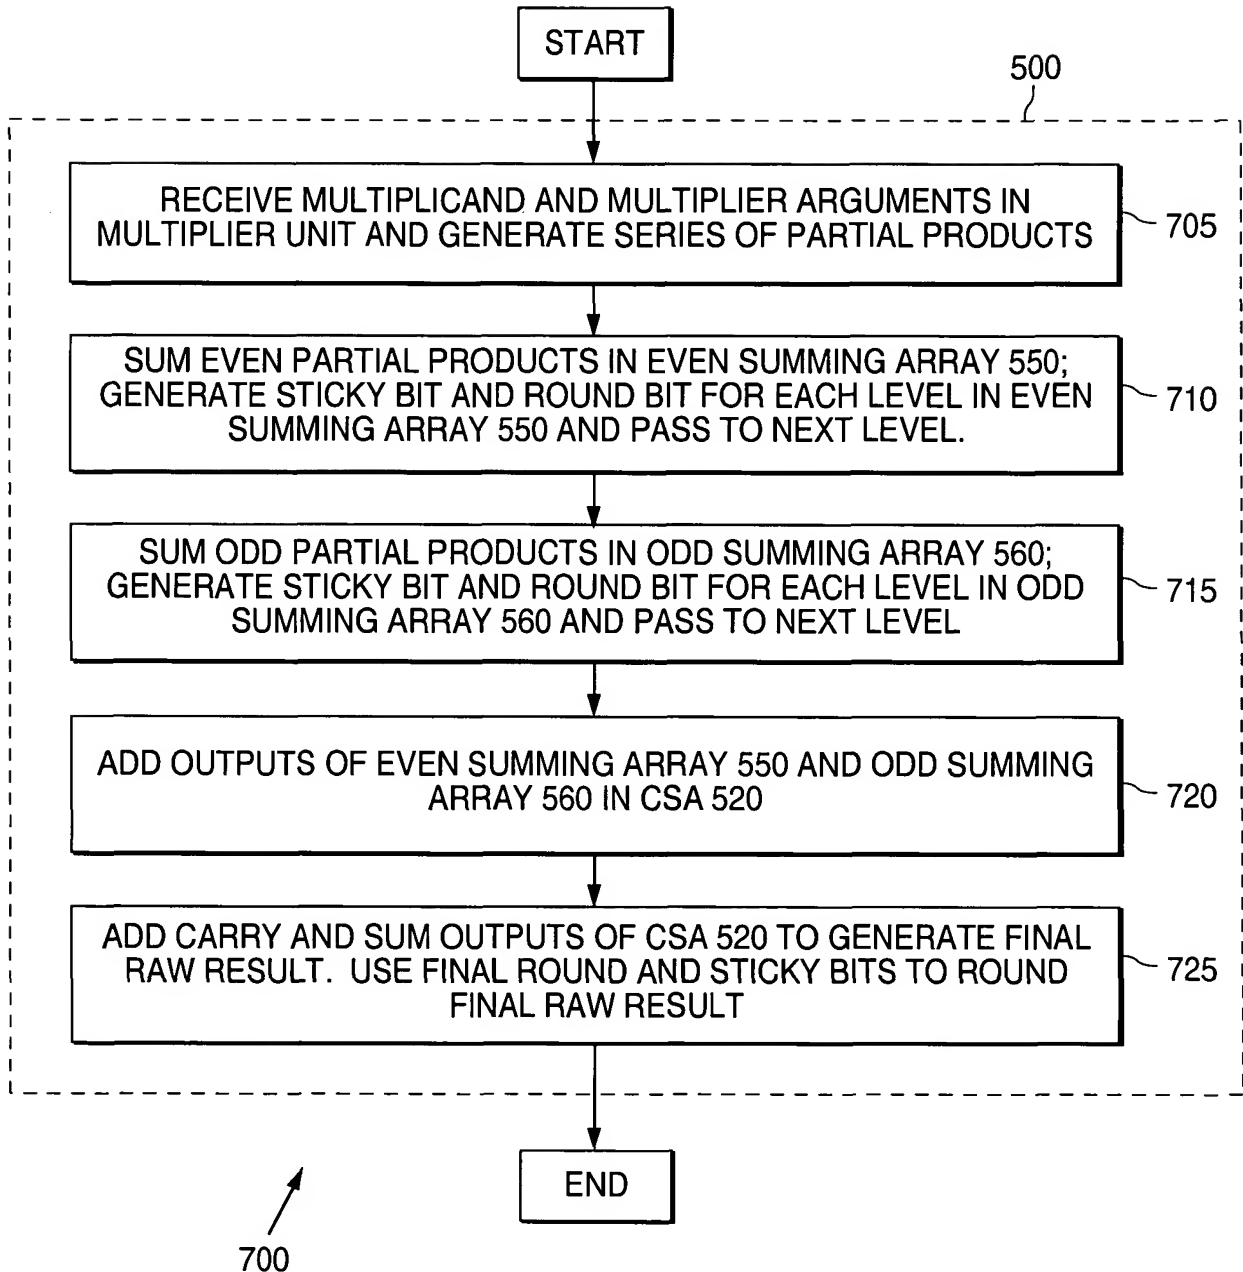 START
500
RECEIVE MULTIPLICAND AND MULTIPLIER ARGUMENTS IN
MULTIPLIER UNIT AND GENERATE SERIES OF PARTIAL PRODUCTS
705
SUM EVEN PARTIAL PRODUCTS IN EVEN SUMMING ARRAY 550;
GENERATE STICKY BIT AND ROUND BIT FOR EACH LEVEL IN EVEN
SUMMING ARRAY 550 AND PASS TO NEXT LEVEL.
710
SUM ODD PARTIAL PRODUCTS IN ODD SUMMING ARRAY 560;
GENERATE STICKY BIT AND ROUND BIT FOR EACH LEVEL IN ODD
SUMMING ARRAY 560 AND PASS TO NEXT LEVEL
715
ADD OUTPUTS OF EVEN SUMMING ARRAY 550 AND ODD SUMMING
ARRAY 560 IN CSA 520
720
ADD CARRY AND SUM OUTPUTS OF CSA 520 TO GENERATE FINAL
RAW RESULT. USE FINAL ROUND AND STICKY BITS TO ROUND
FINAL RAW RESULT
725
END
700